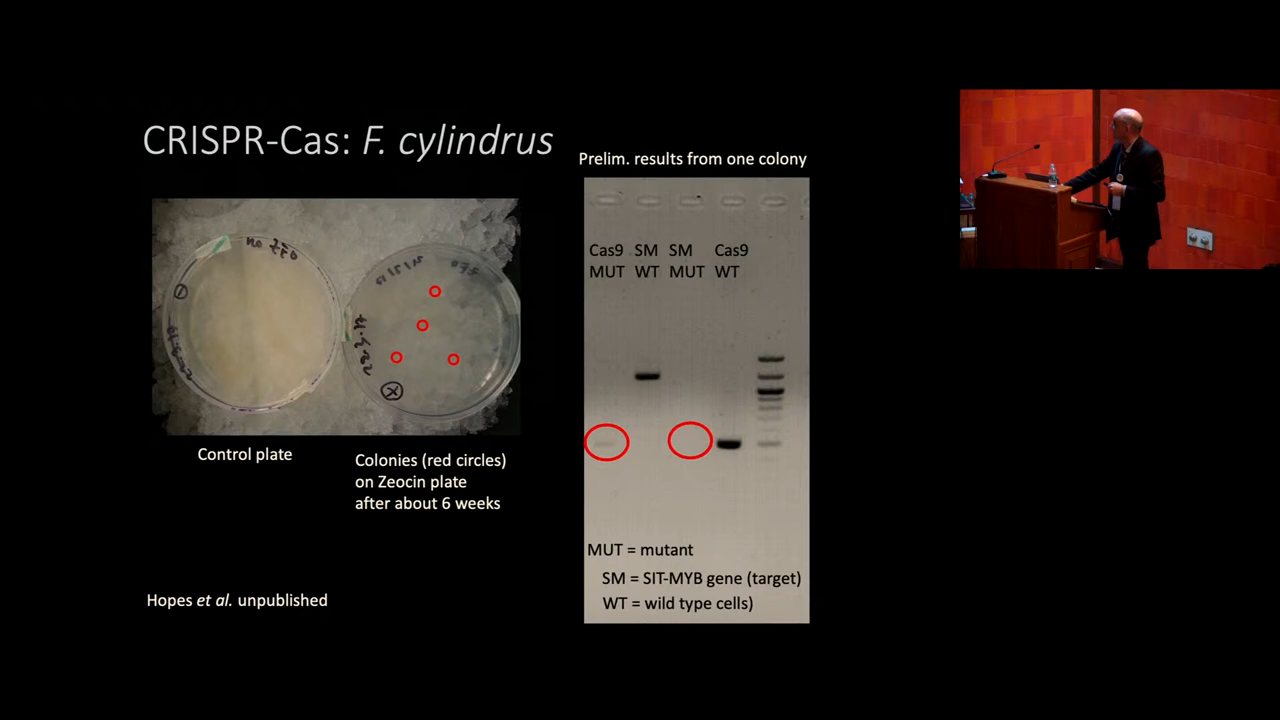 CRISPR-Cas: F. cylindrus
Prelim. results from one colony
Cas9 SM SM Cas9
MUT WT MUT WT
no zeo
Control plate
Colonies (red circles)
on Zeocin plate
after about 6 weeks
MUT = mutant
SM = SIT-MYB gene (target)
WT = wild type cells)
Hopes et al. unpublished